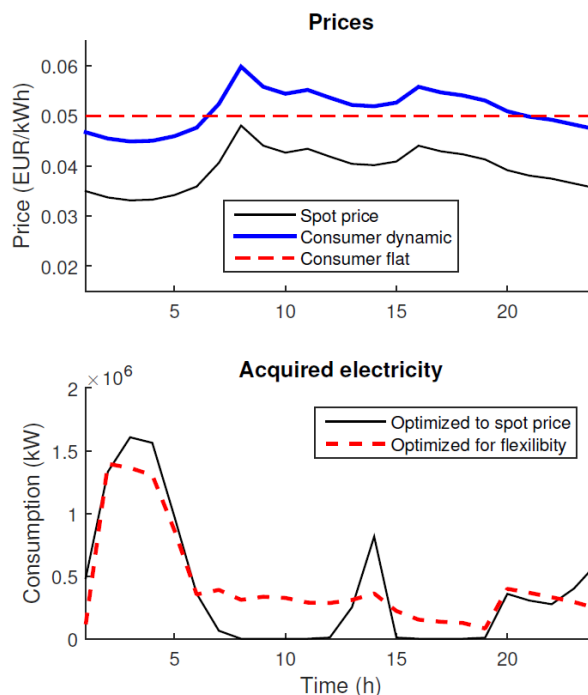 Prices
Price (EUR/kWh)
0.06
0.05
0.04
0.03
0.02
Spot price
Consumer dynamic
Consumer flat
5
10
15
20
Acquired electricity
× 10^6
Consumption (kW)
2
1.5
1
0.5
0
Optimized to spot price
Optimized for flexilibity
5
10
15
20
Time (h)